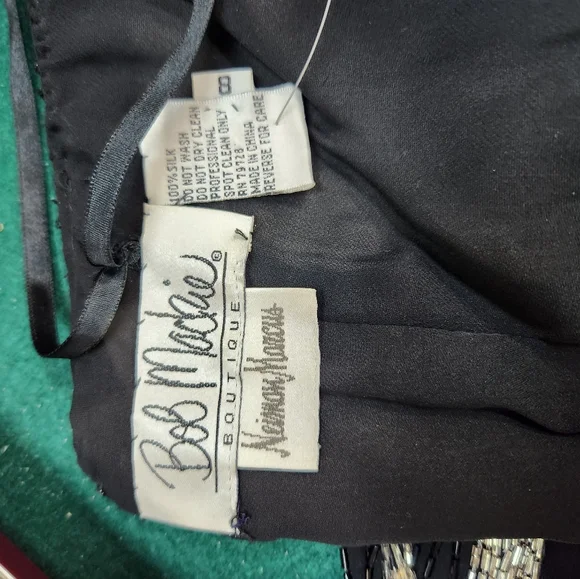 8
100% SILK
DO NOT WASH
DO NOT DRY CLEAN
PROFESSIONAL
SPOT CLEAN ONLY
RN 79728
MADE IN CHINA
REVERSE FOR CARE
Bob Mackie ®
BOUTIQUE
Neiman Marcus